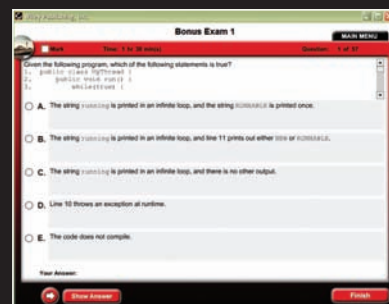 Wiley Publishing, Inc.
Bonus Exam 1
MAIN MENU
Mark
Question: 1 of 57
Given the following program, which of the following statements is true?
1. public class MyThread {
2. public void run() {
3. while(true) {
A. The string running is printed in an infinite loop, and the string RUNNABLE is printed once.
B. The string running is printed in an infinite loop, and line 11 prints out either NEW or RUNNABLE.
C. The string running is printed in an infinite loop, and there is no other output.
D. Line 10 throws an exception at runtime.
E. The code does not compile.
Your Answer:
Show Answer
Finish